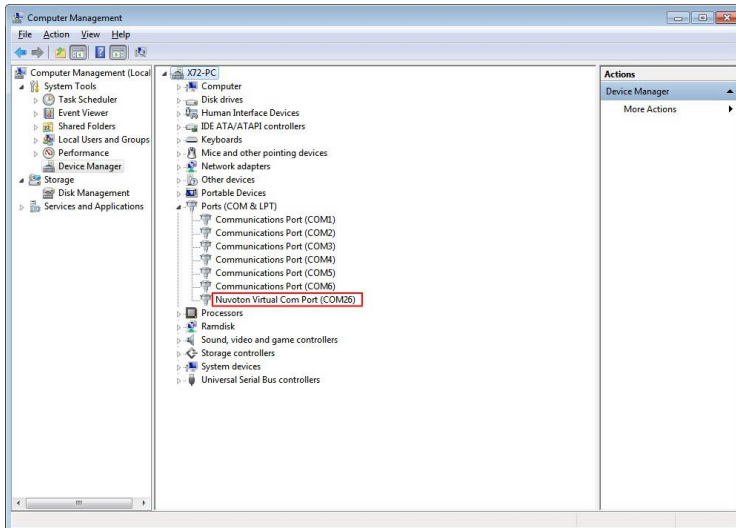 Computer Management
File Action View Help
Computer Management (Local
System Tools
Task Scheduler
Event Viewer
Shared Folders
Local Users and Groups
Performance
Device Manager
Storage
Disk Management
Services and Applications
X72-PC
Computer
Disk drives
Human Interface Devices
IDE ATA/ATAPI controllers
Keyboards
Mice and other pointing devices
Network adapters
Other devices
Portable Devices
Ports (COM & LPT)
Communications Port (COM1)
Communications Port (COM2)
Communications Port (COM3)
Communications Port (COM4)
Communications Port (COM5)
Communications Port (COM6)
Nuvoton Virtual Com Port (COM26)
Processors
Ramdisk
Sound, video and game controllers
Storage controllers
System devices
Universal Serial Bus controllers
Actions
Device Manager
More Actions